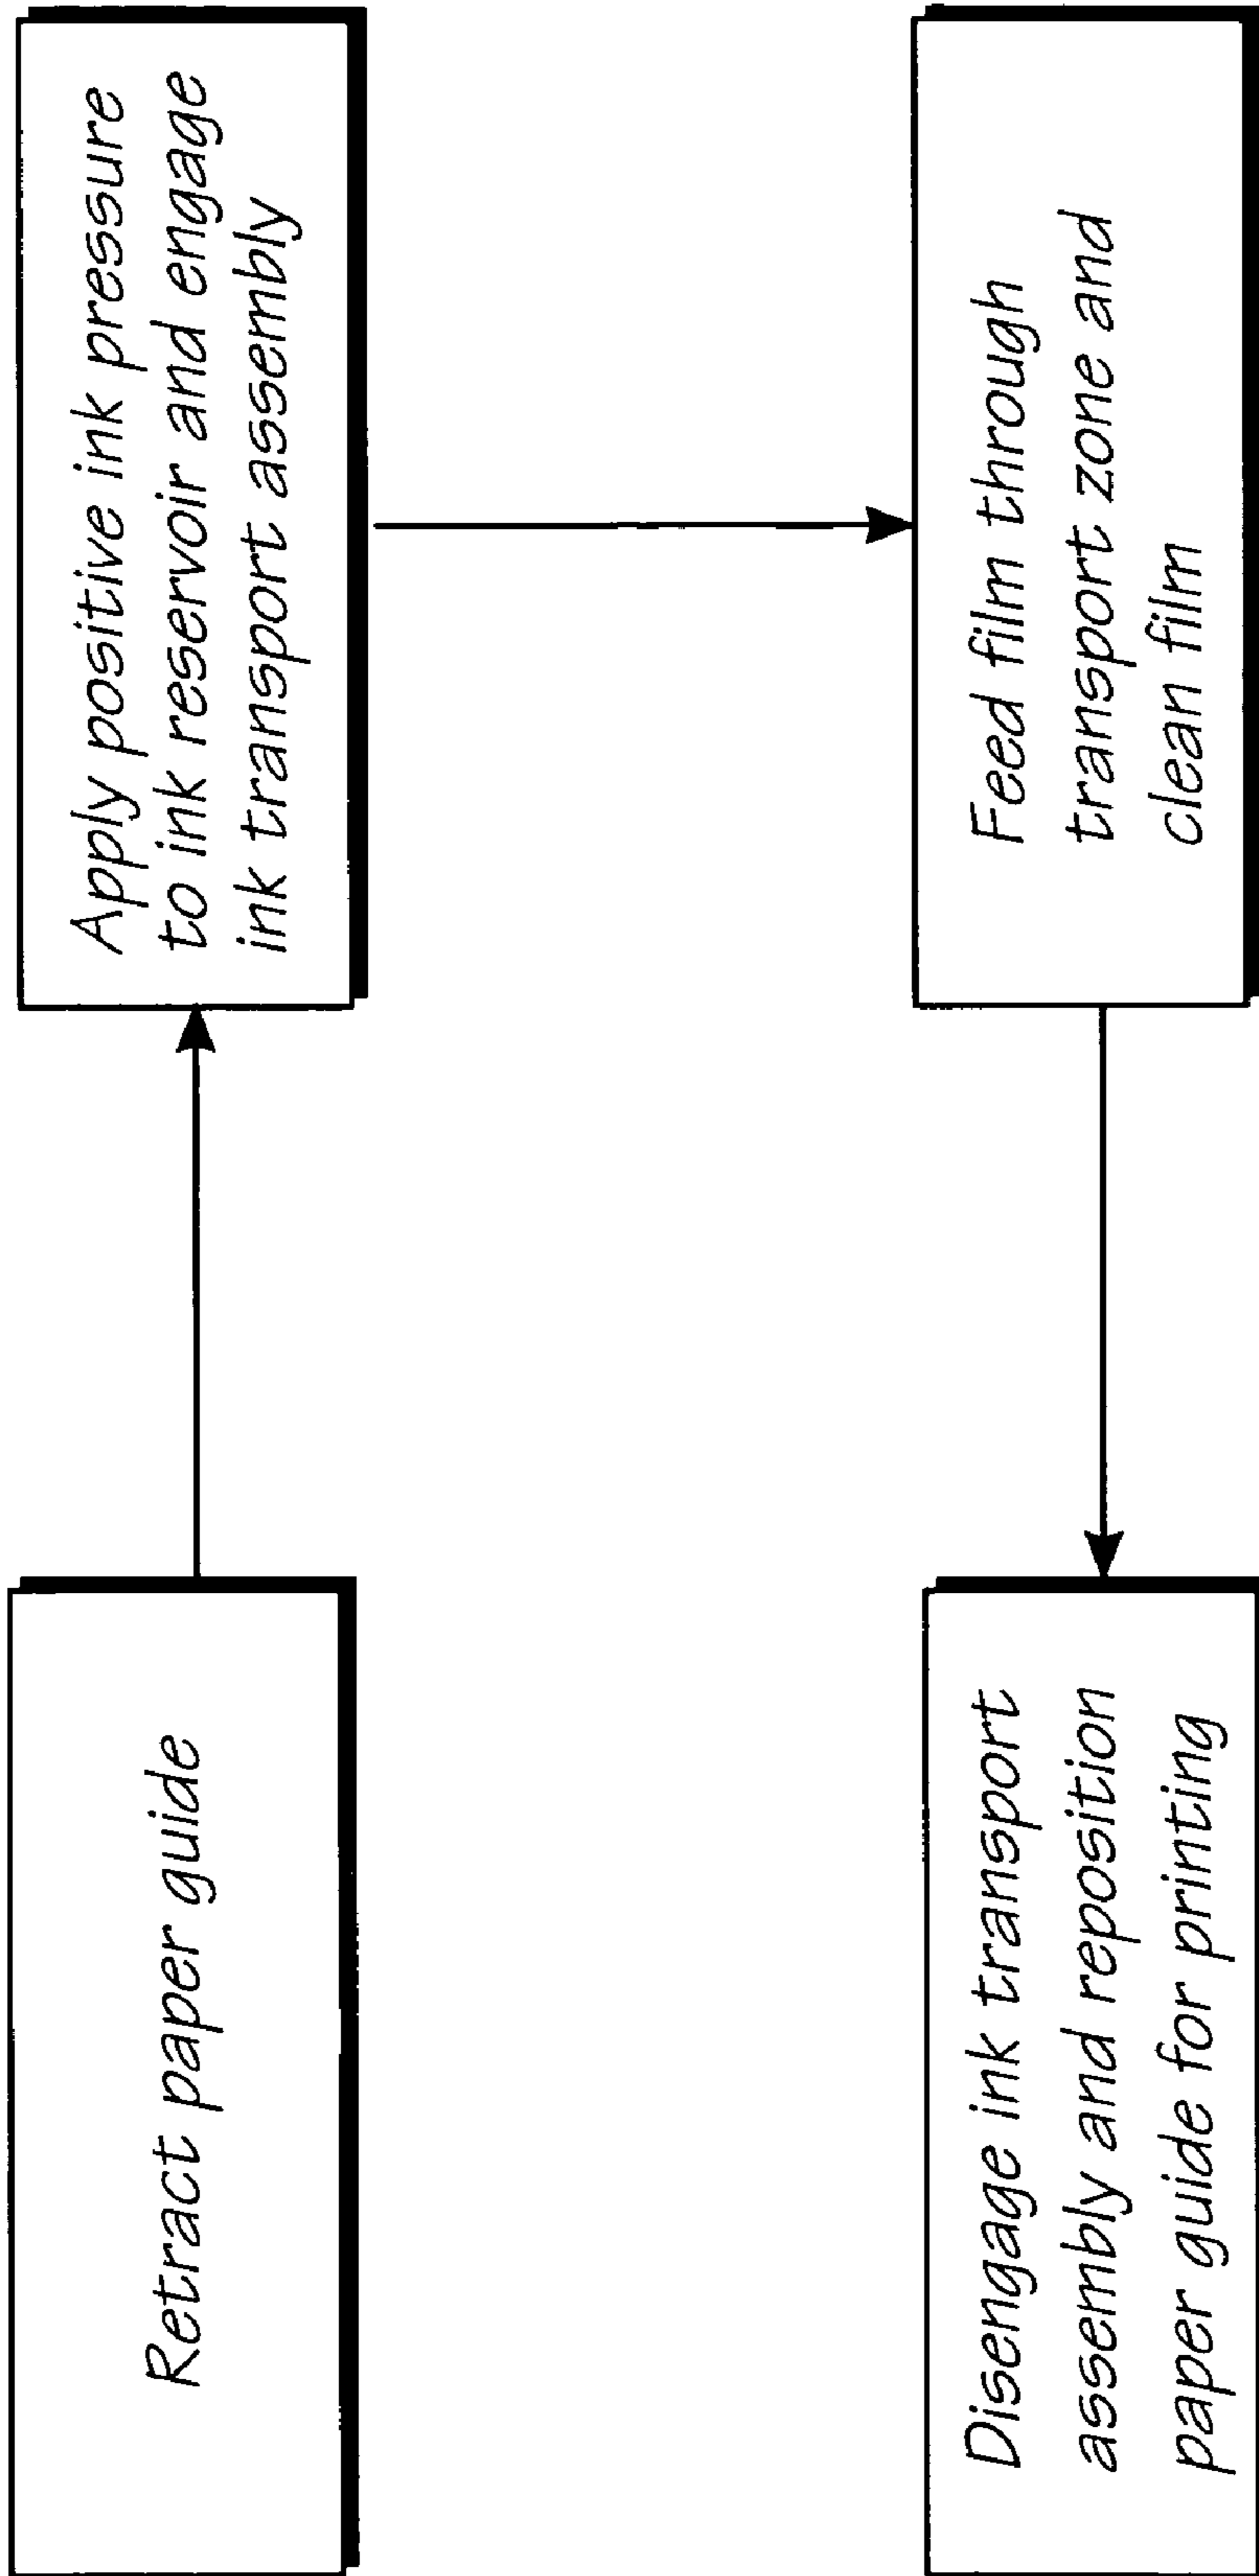 Retract paper guide
Apply positive ink pressure
to ink reservoir and engage
ink transport assembly
Feed film through
transport zone and
clean film
Disengage ink transport
assembly and reposition
paper guide for printing